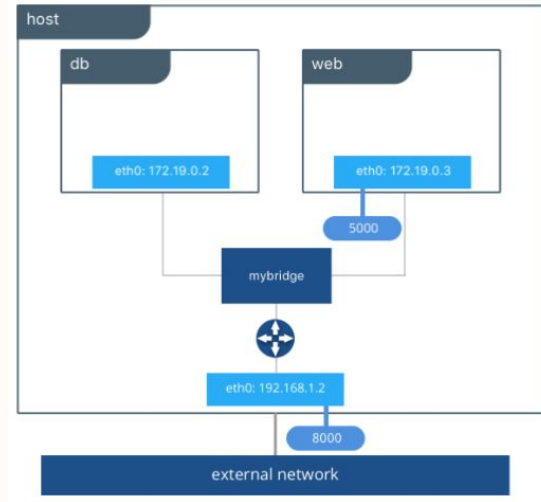 host
db
web
eth0: 172.19.0.2
eth0: 172.19.0.3
5000
mybridge
eth0: 192.168.1.2
8000
external network